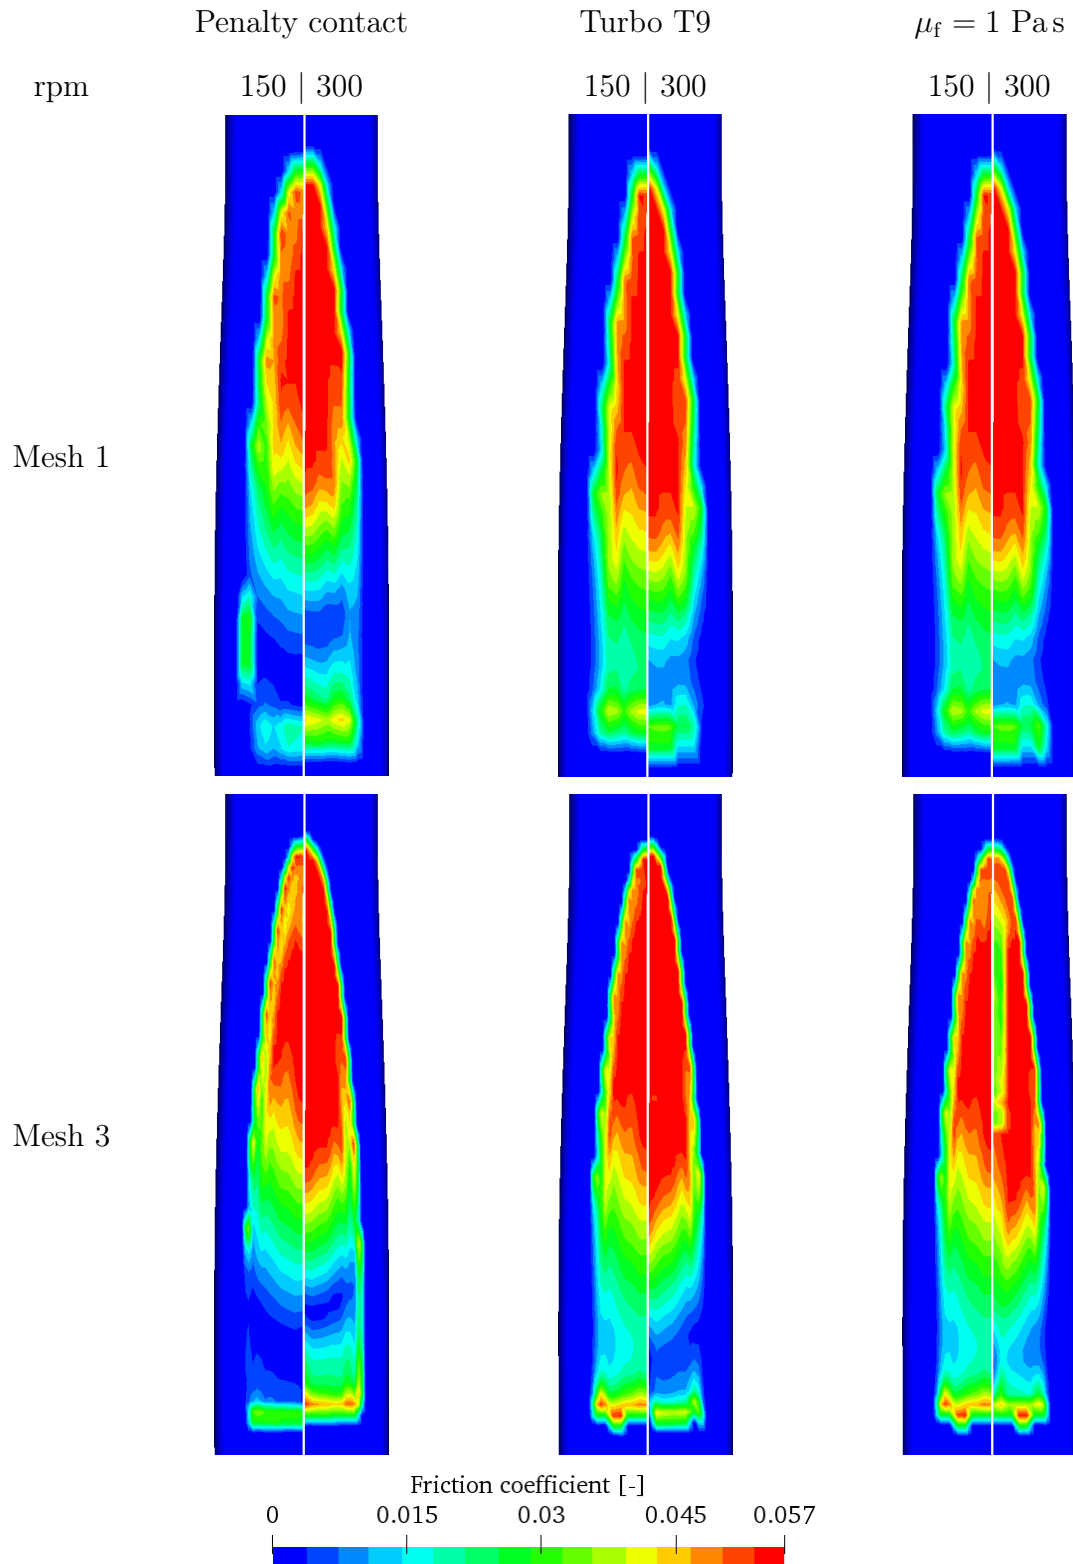 Penalty contact Turbo T9 μf = 1 Pa s
rpm 150 | 300 150 | 300 150 | 300
Mesh 1
Mesh 3
Friction coefficient [-]
0 0.015 0.03 0.045 0.057